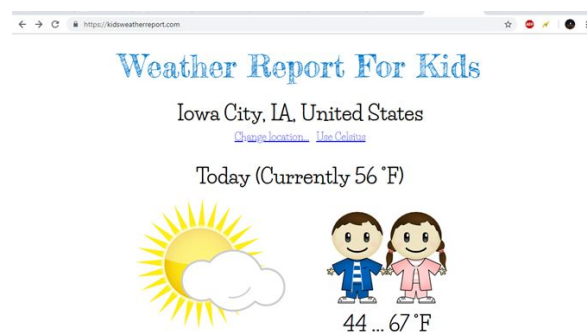 https://kidsweatherreport.com
Weather Report For Kids
Iowa City, IA, United States
Change location... Use Celsius
Today (Currently 56 °F)
44 ... 67 °F